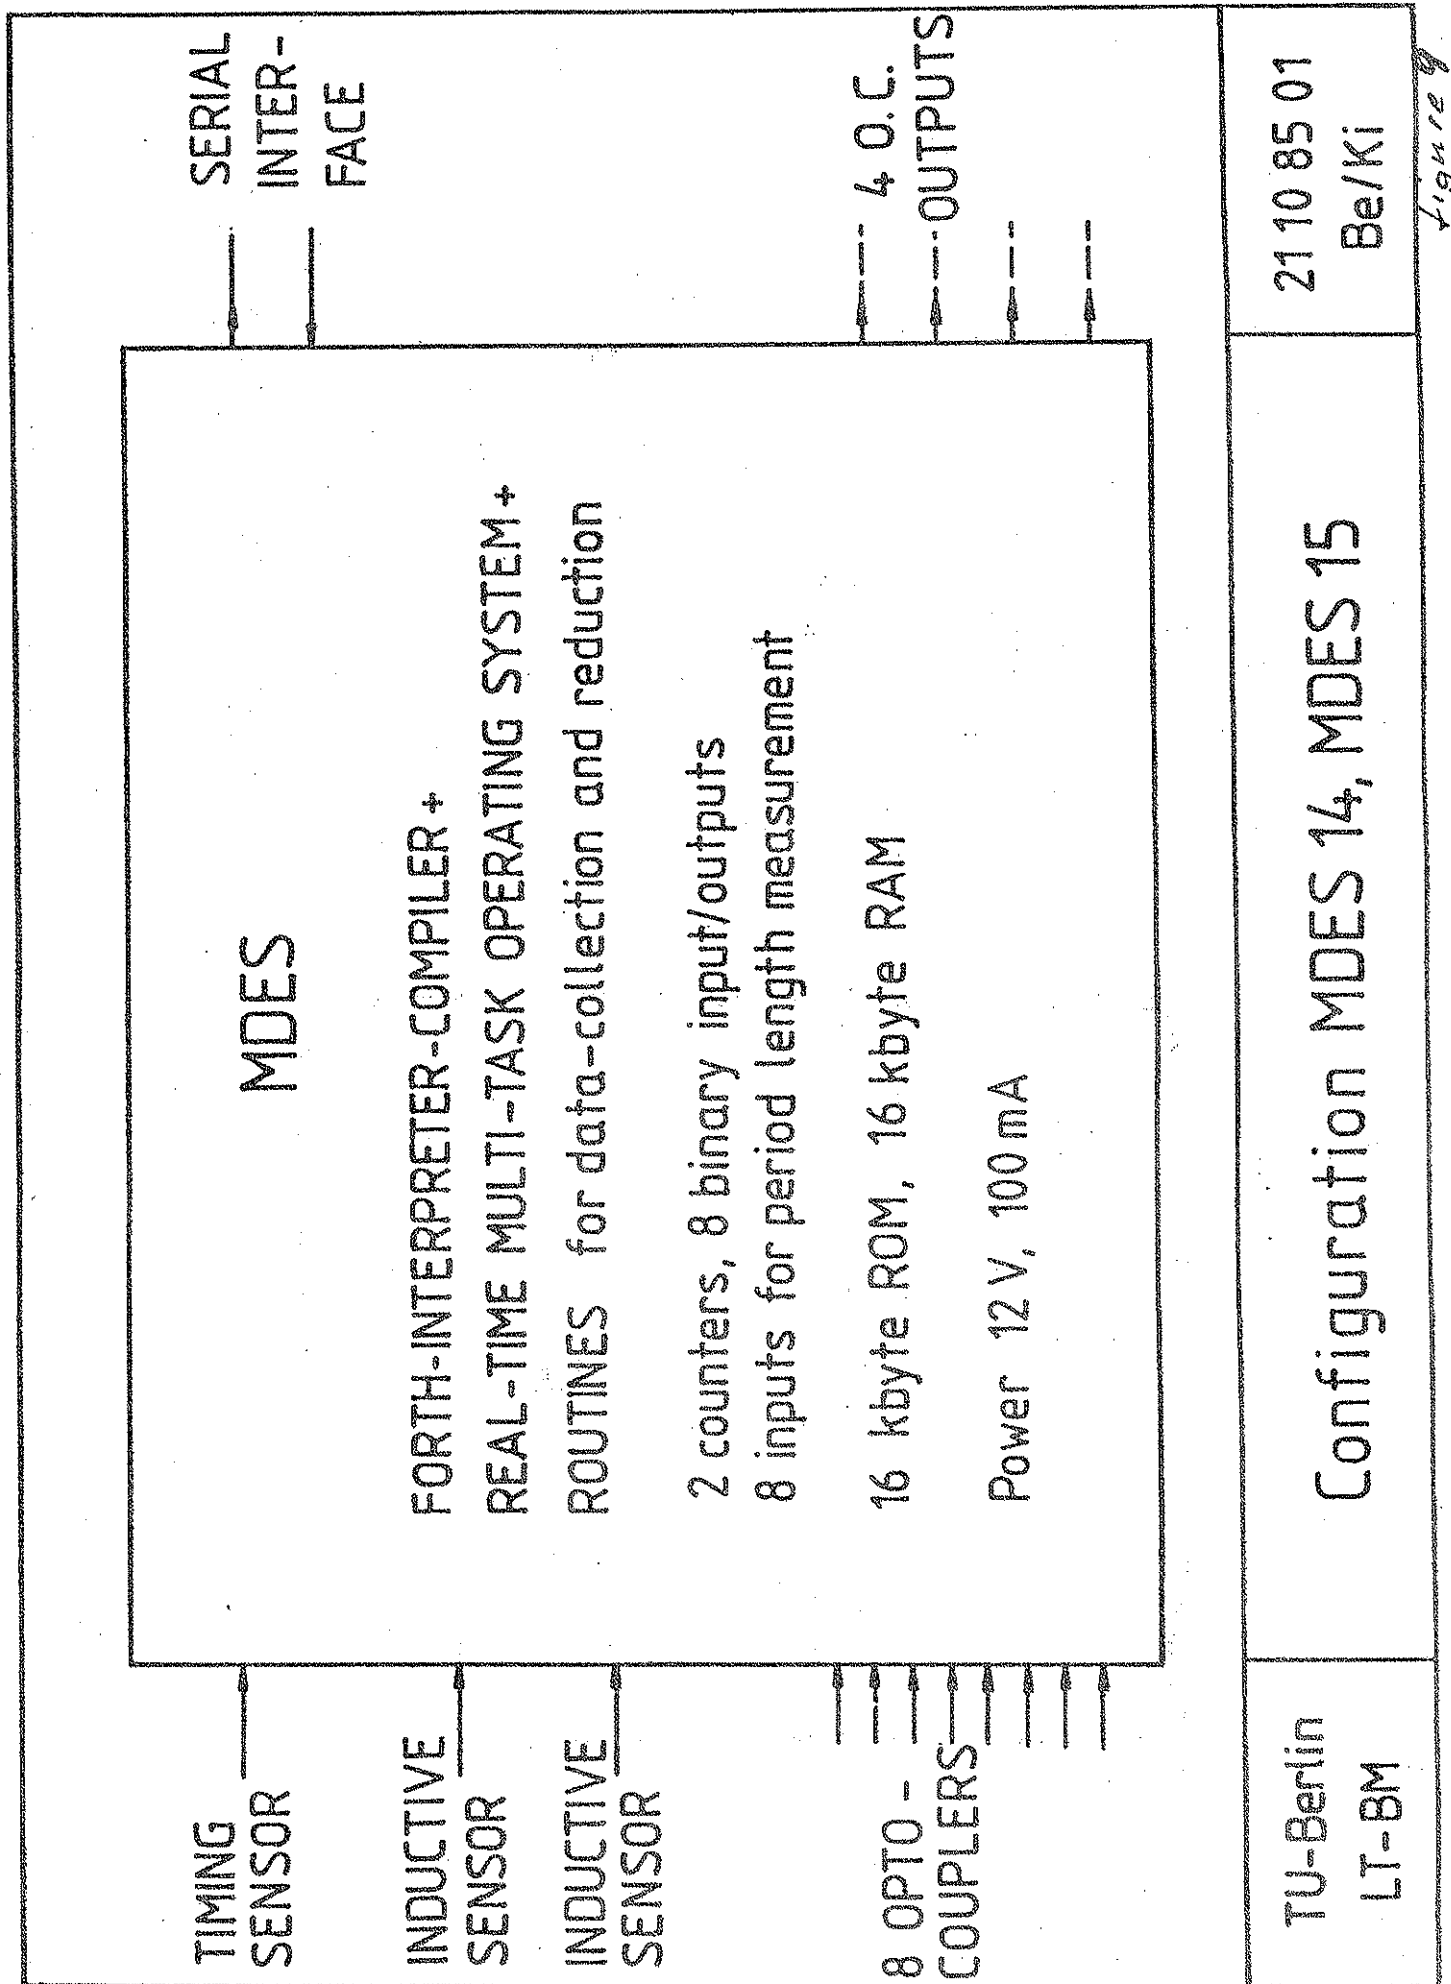 TIMING
SENSOR
INDUCTIVE
SENSOR
INDUCTIVE
SENSOR
8 OPTO -
COUPLERS
MDES
FORTH-INTERPRETER-COMPILER+
REAL-TIME MULTI-TASK OPERATING SYSTEM+
ROUTINES for data-collection and reduction
2 counters, 8 binary input/outputs
8 inputs for period length measurement
16 kbyte ROM, 16 kbyte RAM
Power 12 V, 100 mA
SERIAL
INTER-
FACE
4 O.C.
OUTPUTS
TU-Berlin
LT-BM
Configuration MDES 14, MDES 15
21 10 85 01
Be/Ki
figure 9